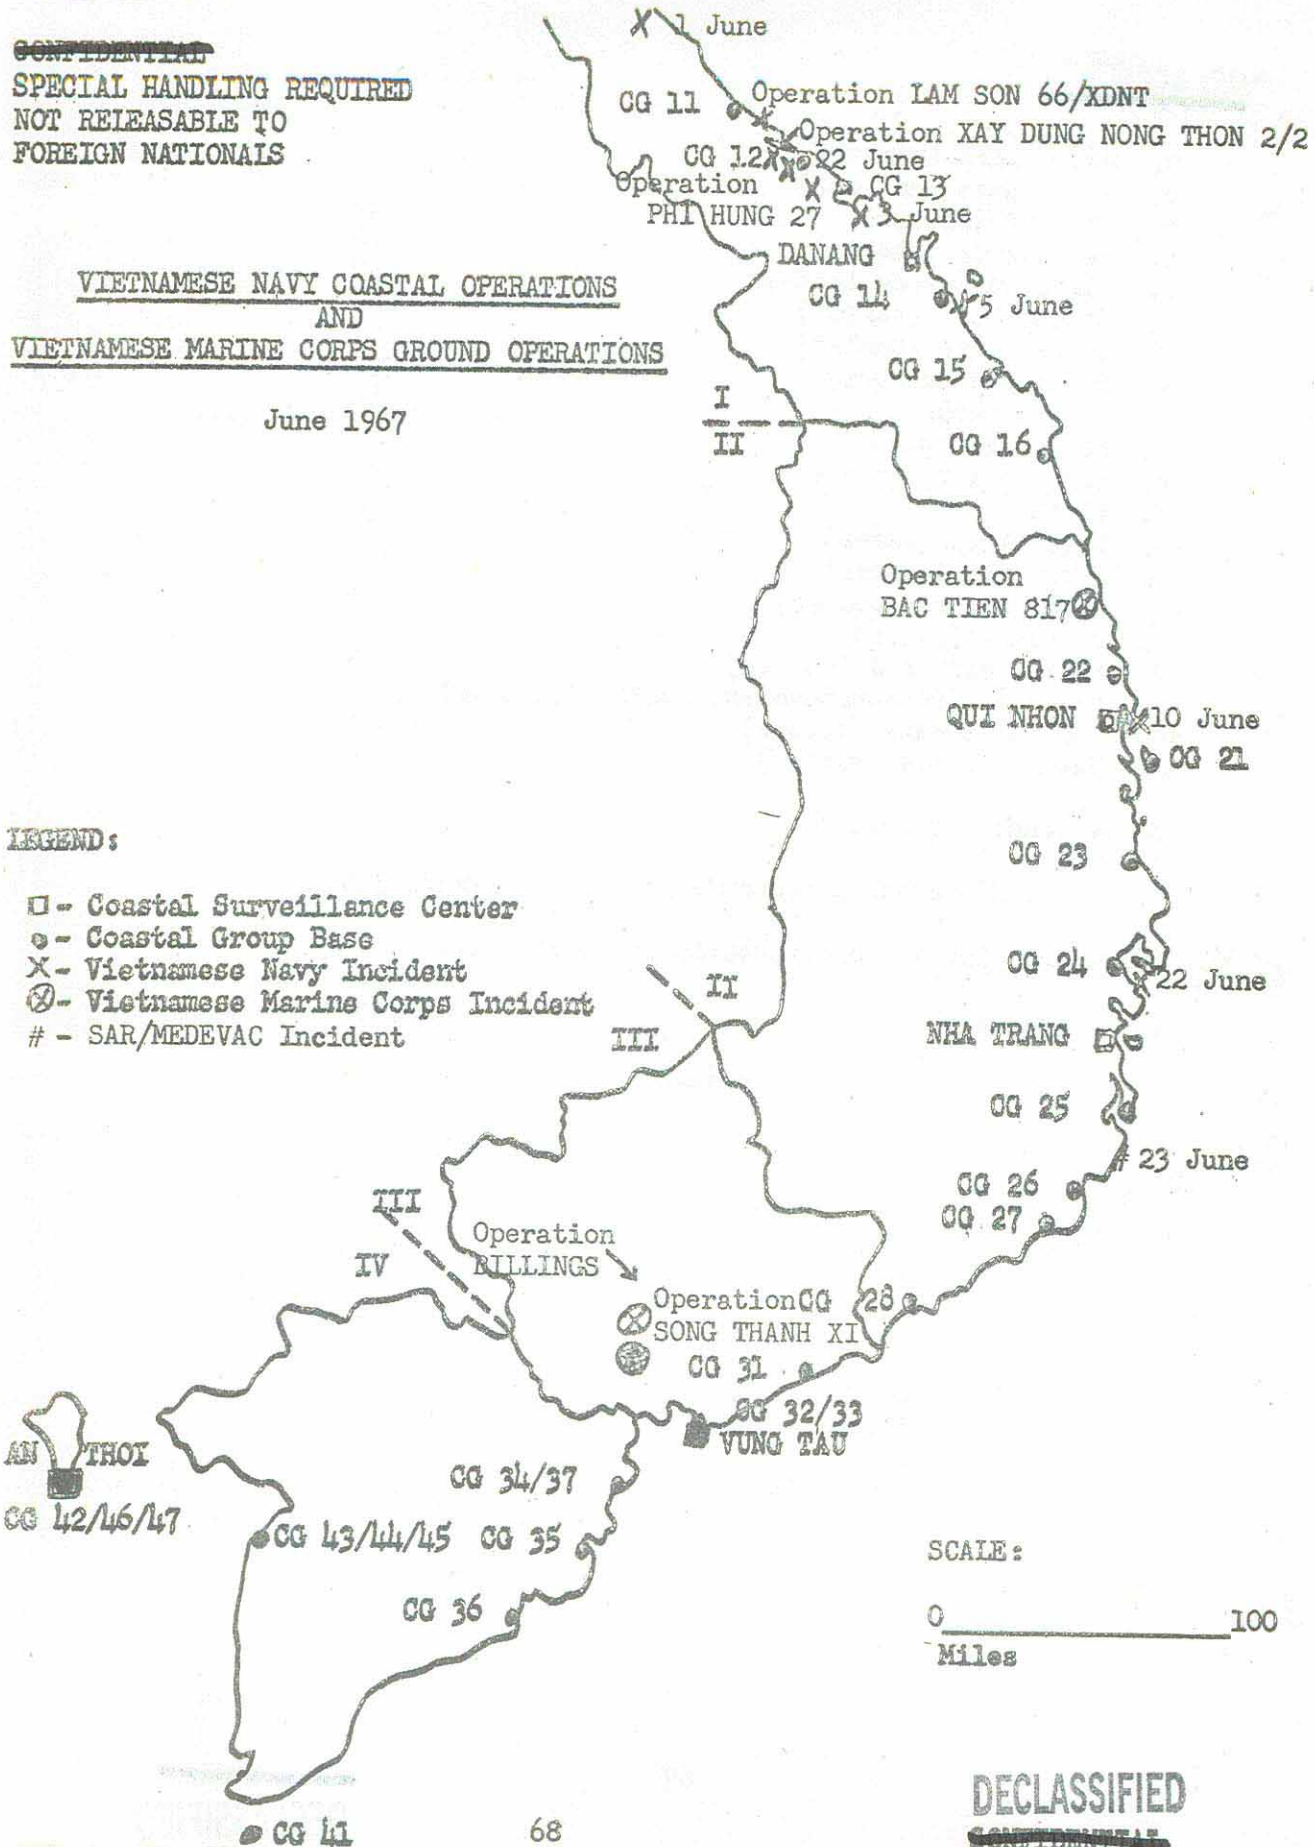 CONFIDENTIAL
SPECIAL HANDLING REQUIRED
NOT RELEASABLE TO
FOREIGN NATIONALS
VIETNAMESE NAVY COASTAL OPERATIONS
AND
VIETNAMESE MARINE CORPS GROUND OPERATIONS
June 1967
1 June
CG 11
Operation LAM SON 66/XDNT
Operation XAY DUNG NONG THON 2/2
CG 12
22 June
Operation
PHI HUNG 27
CG 13
3 June
DANANG
CG 14
5 June
CG 15
I
II
CG 16
Operation
BAC TIEN 817
CG 22
QUI NHON
10 June
CG 21
CG 23
CG 24
22 June
NHA TRANG
CG 25
23 June
CG 26
CG 27
LEGEND:
□ - Coastal Surveillance Center
● - Coastal Group Base
X - Vietnamese Navy Incident
⊗ - Vietnamese Marine Corps Incident
# - SAR/MEDEVAC Incident
II
III
III
IV
Operation
BILLINGS
Operation
SONG THANH XI
CG 28
CG 31
CG 32/33
VUNG TAU
AN THOI
CG 42/46/47
CG 34/37
CG 43/44/45
CG 35
CG 36
CG 41
SCALE:
0 100
Miles
68
DECLASSIFIED
CONFIDENTIAL